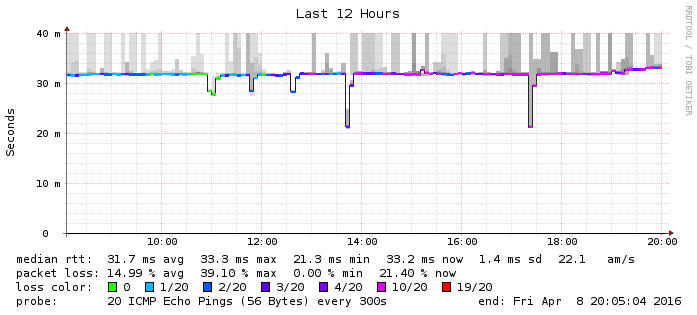 Last 12 Hours
RRDTOOL / TOBI OETIKER
Seconds
40 m
30 m
20 m
10 m
0
10:00 12:00 14:00 16:00 18:00 20:00
median rtt: 31.7 ms avg 33.3 ms max 21.3 ms min 33.2 ms now 1.4 ms sd 22.1 am/s
packet loss: 14.99 % avg 39.10 % max 0.00 % min 21.40 % now
loss color: 0 1/20 2/20 3/20 4/20 10/20 19/20
probe: 20 ICMP Echo Pings (56 Bytes) every 300s end: Fri Apr 8 20:05:04 2016